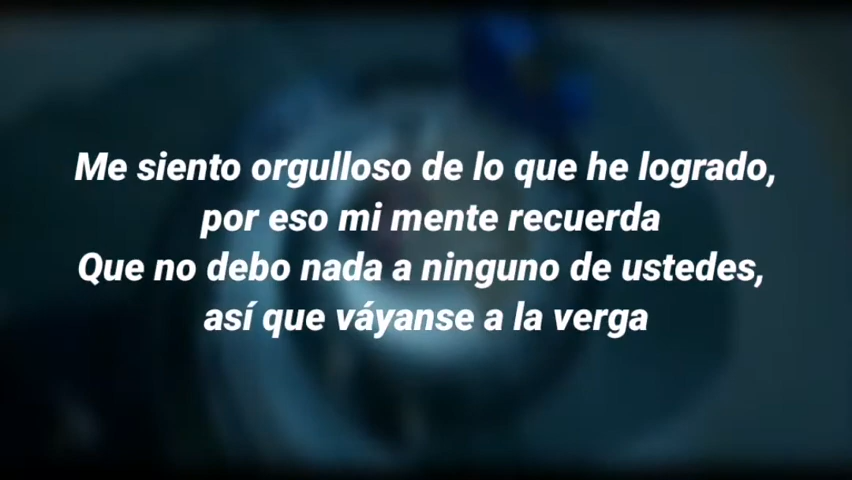 Me siento orgulloso de lo que he logrado,
por eso mi mente recuerda
Que no debo nada a ninguno de ustedes,
así que váyanse a la verga